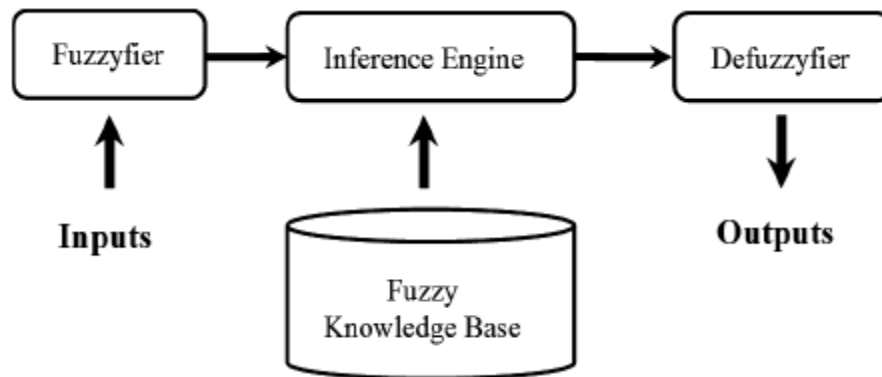 Fuzzyfier
Inference Engine
Defuzzyfier
Inputs
Outputs
Fuzzy
Knowledge Base